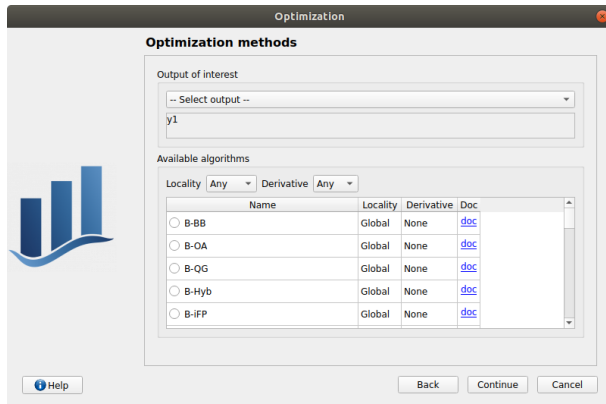 Optimization
Optimization methods
Output of interest
-- Select output --
y1
Available algorithms
Locality Any Derivative Any
Name Locality Derivative Doc
B-BB Global None doc
B-OA Global None doc
B-QG Global None doc
B-Hyb Global None doc
B-iFP Global None doc
Help Back Continue Cancel